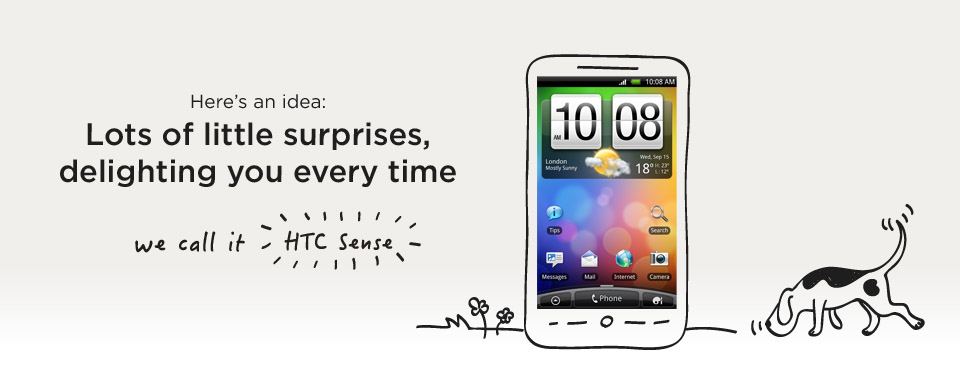 Here's an idea:
Lots of little surprises,
delighting you every time
we call it HTC Sense
10:08 AM
10 08
AM
London
Mostly Sunny
Wed, Sep 15
18° H: 23°
L: 12°
Tips
Search
Messages Mail Internet Camera
Phone